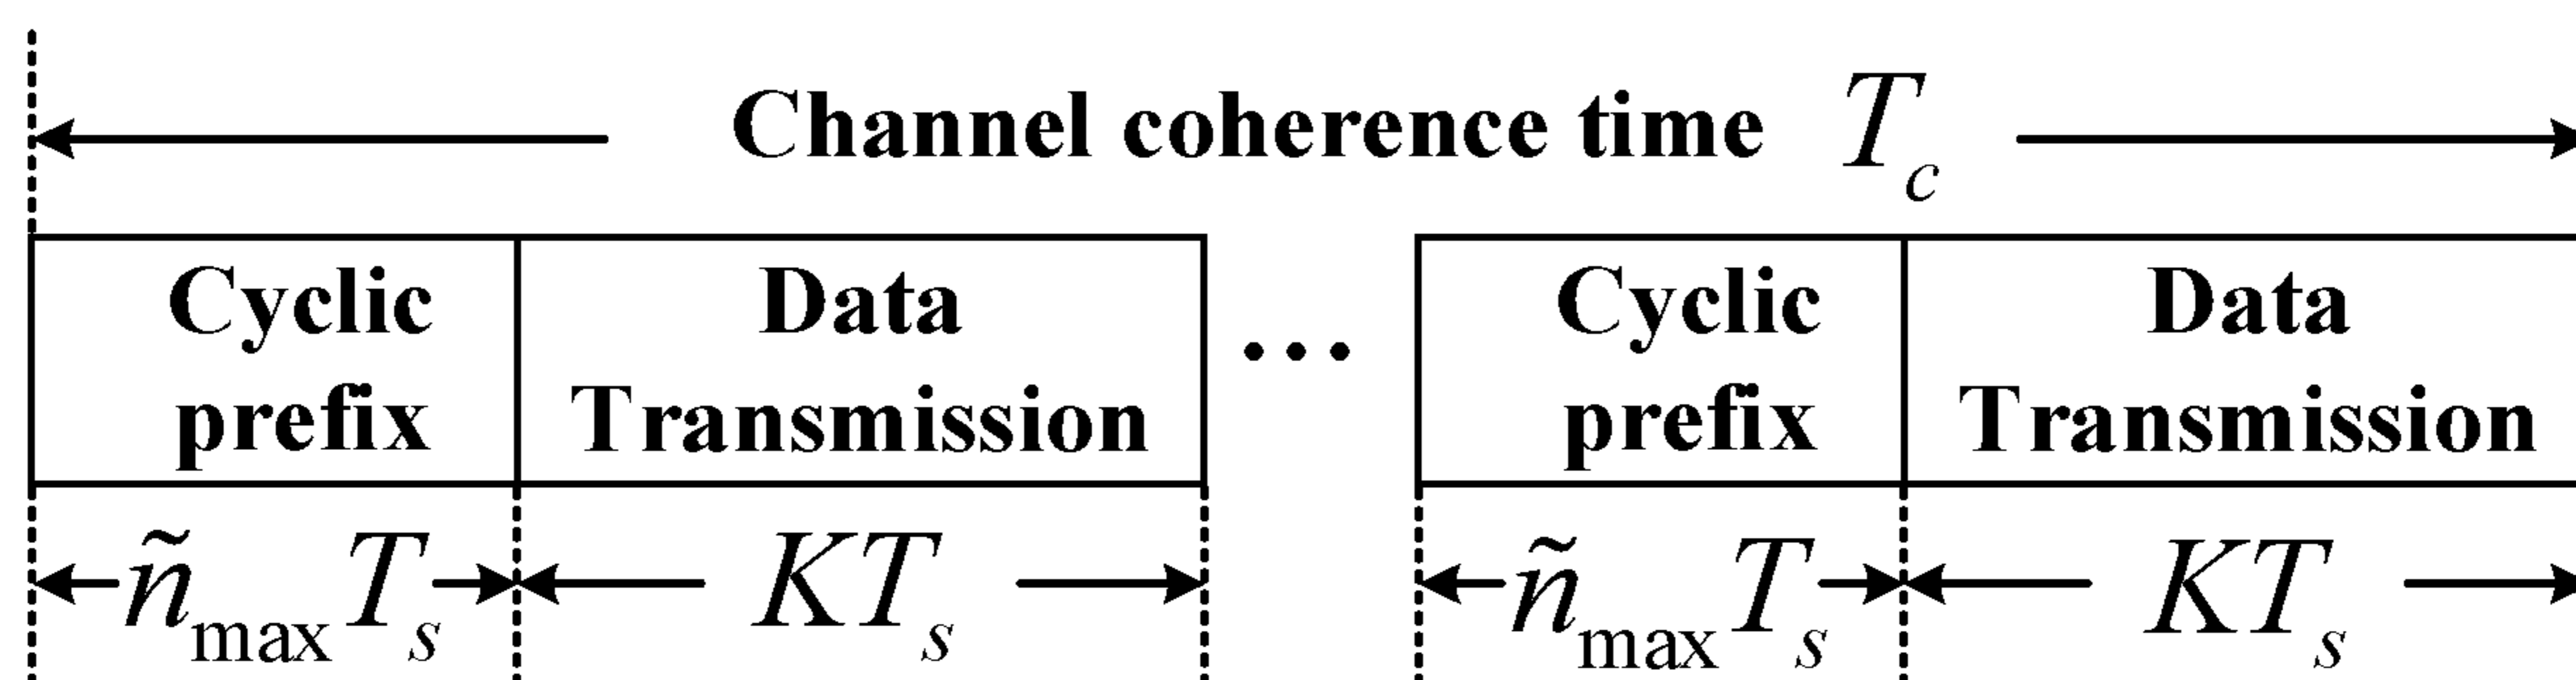 Channel coherence time T_c
Cyclic prefix
Data Transmission
...
Cyclic prefix
Data Transmission
ñ_max T_s
KT_s
ñ_max T_s
KT_s